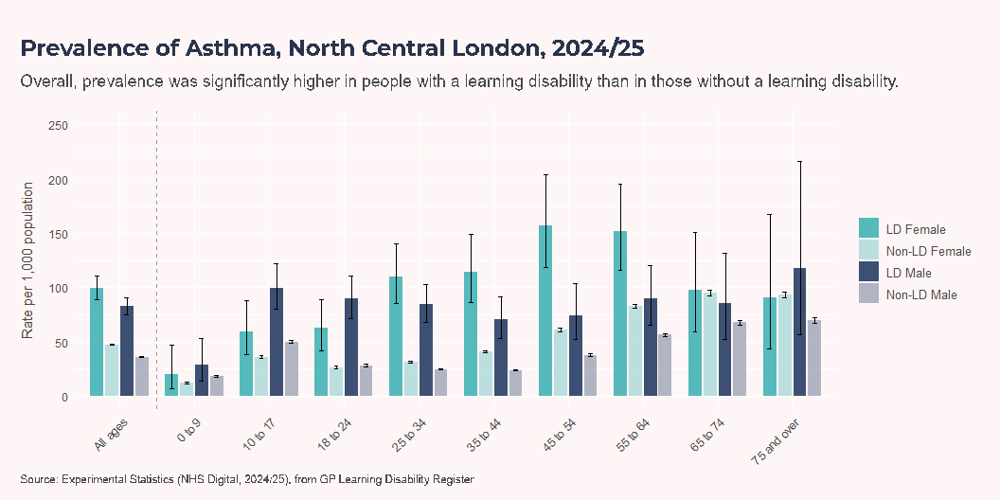 Prevalence of Asthma, North Central London, 2024/25
Overall, prevalence was significantly higher in people with a learning disability than in those without a learning disability.
Rate per 1,000 population
250
200
150
100
50
0
All ages
0 to 9
10 to 17
18 to 24
25 to 34
35 to 44
45 to 54
55 to 64
65 to 74
75 and over
LD Female
Non-LD Female
LD Male
Non-LD Male
Source: Experimental Statistics (NHS Digital, 2024/25), from GP Learning Disability Register